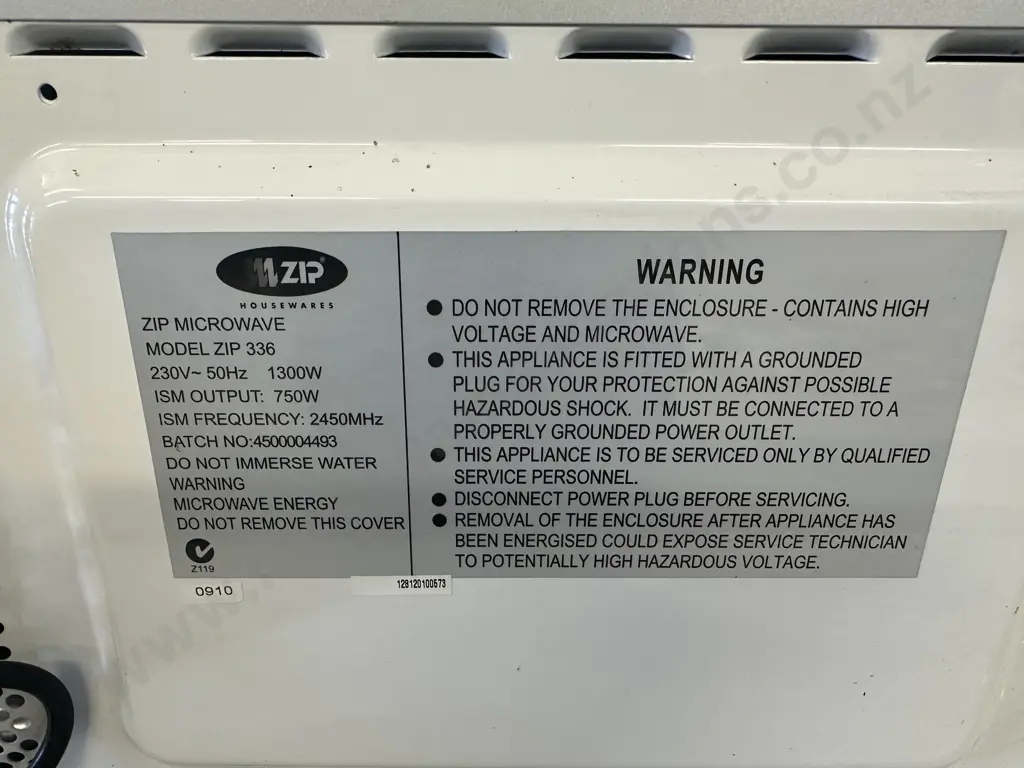 ZIP®
HOUSEWARES
ZIP MICROWAVE
MODEL ZIP 336
230V~ 50Hz 1300W
ISM OUTPUT: 750W
ISM FREQUENCY: 2450MHz
BATCH NO:4500004493
DO NOT IMMERSE WATER
WARNING
MICROWAVE ENERGY
DO NOT REMOVE THIS COVER
Z119
0910
WARNING
● DO NOT REMOVE THE ENCLOSURE - CONTAINS HIGH
VOLTAGE AND MICROWAVE.
● THIS APPLIANCE IS FITTED WITH A GROUNDED
PLUG FOR YOUR PROTECTION AGAINST POSSIBLE
HAZARDOUS SHOCK. IT MUST BE CONNECTED TO A
PROPERLY GROUNDED POWER OUTLET.
● THIS APPLIANCE IS TO BE SERVICED ONLY BY QUALIFIED
SERVICE PERSONNEL.
● DISCONNECT POWER PLUG BEFORE SERVICING.
● REMOVAL OF THE ENCLOSURE AFTER APPLIANCE HAS
BEEN ENERGISED COULD EXPOSE SERVICE TECHNICIAN
TO POTENTIALLY HIGH HAZARDOUS VOLTAGE.
128120100573